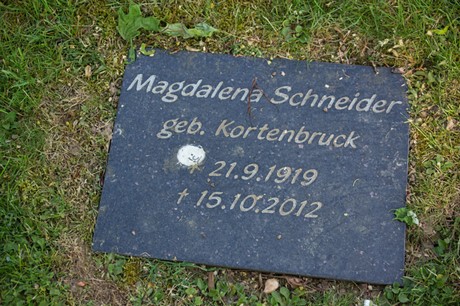 Magdalena Schneider
geb. Kortenbruck
* 21.9.1919
† 15.10.2012